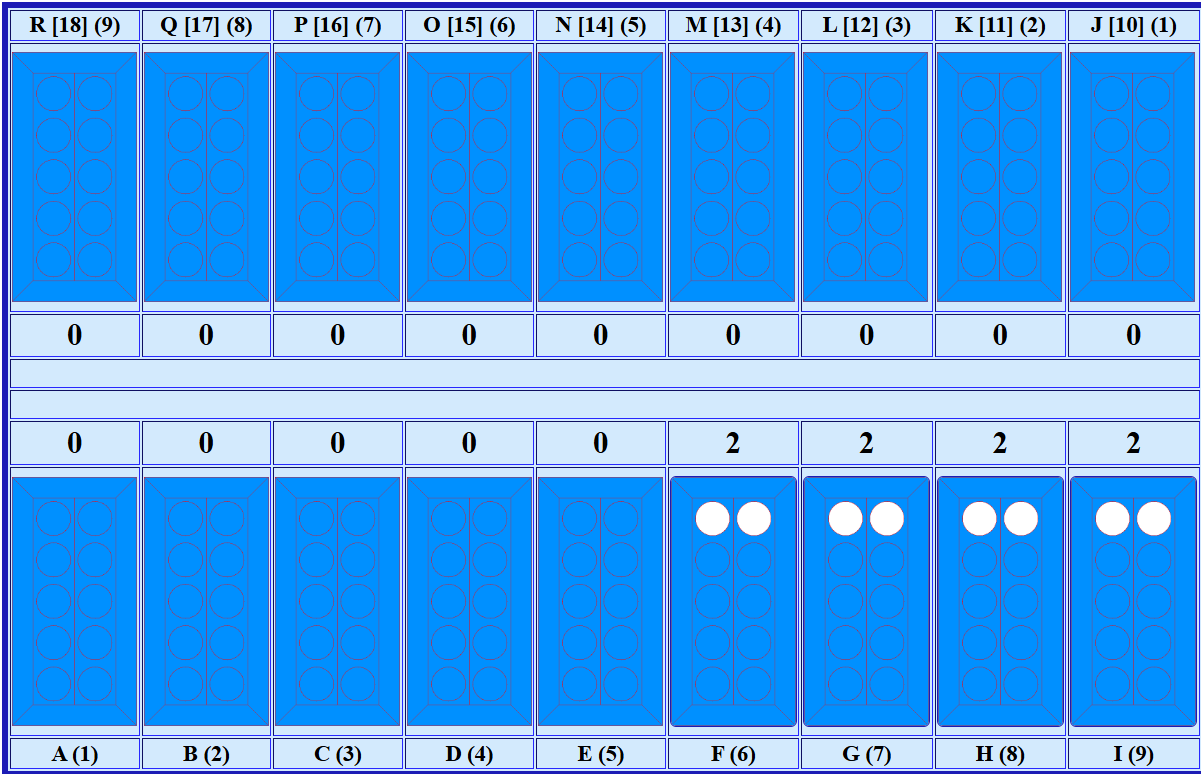 R [18] (9) Q [17] (8) P [16] (7) O [15] (6) N [14] (5) M [13] (4) L [12] (3) K [11] (2) J [10] (1)
0 0 0 0 0 0 0 0 0
0 0 0 0 0 2 2 2 2
A (1) B (2) C (3) D (4) E (5) F (6) G (7) H (8) I (9)